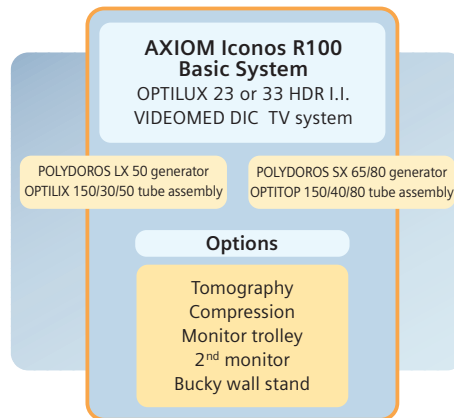 AXIOM Iconos R100
Basic System
OPTILUX 23 or 33 HDR I.I.
VIDEOMED DIC TV system
POLYDOROS LX 50 generator
OPTILIX 150/30/50 tube assembly
POLYDOROS SX 65/80 generator
OPTITOP 150/40/80 tube assembly
Options
Tomography
Compression
Monitor trolley
2nd monitor
Bucky wall stand